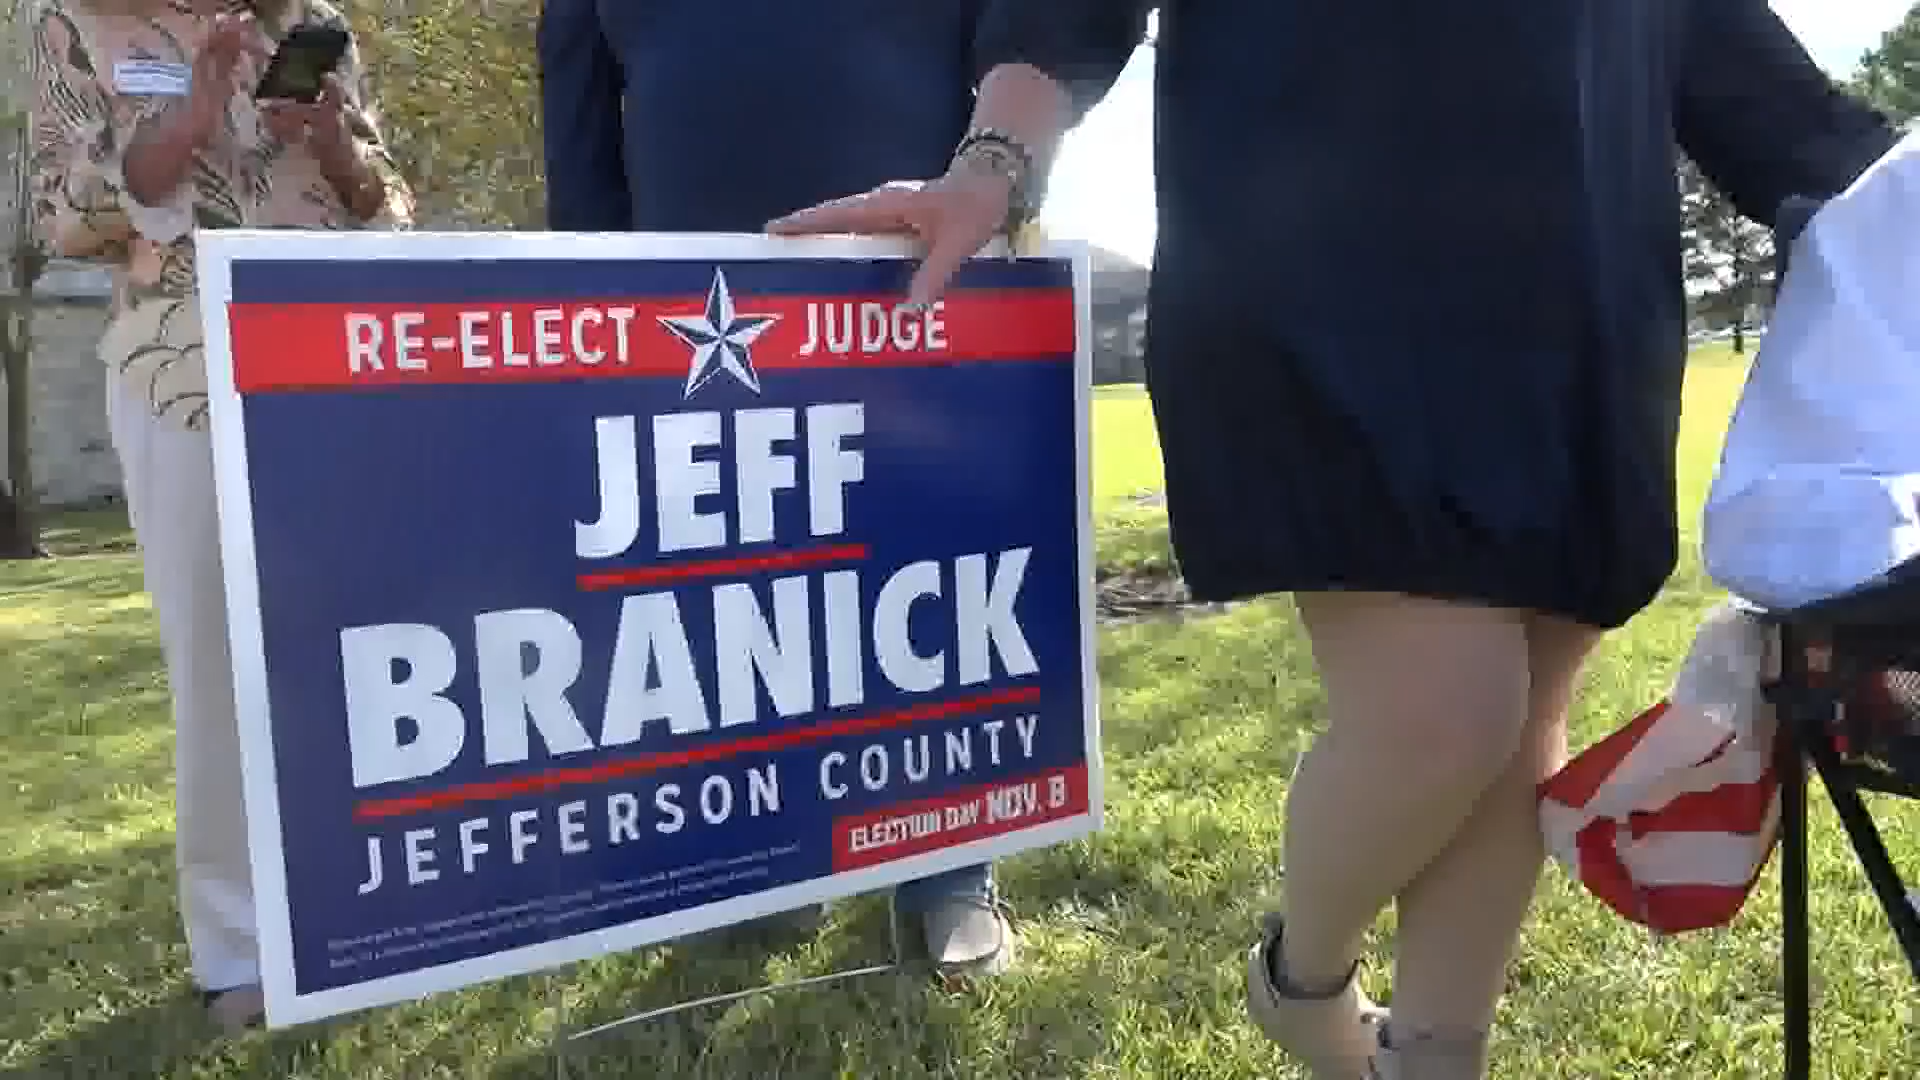 RE-ELECT JUDGE
JEFF
BRANICK
JEFFERSON COUNTY
ELECTION DAY NOV. 8